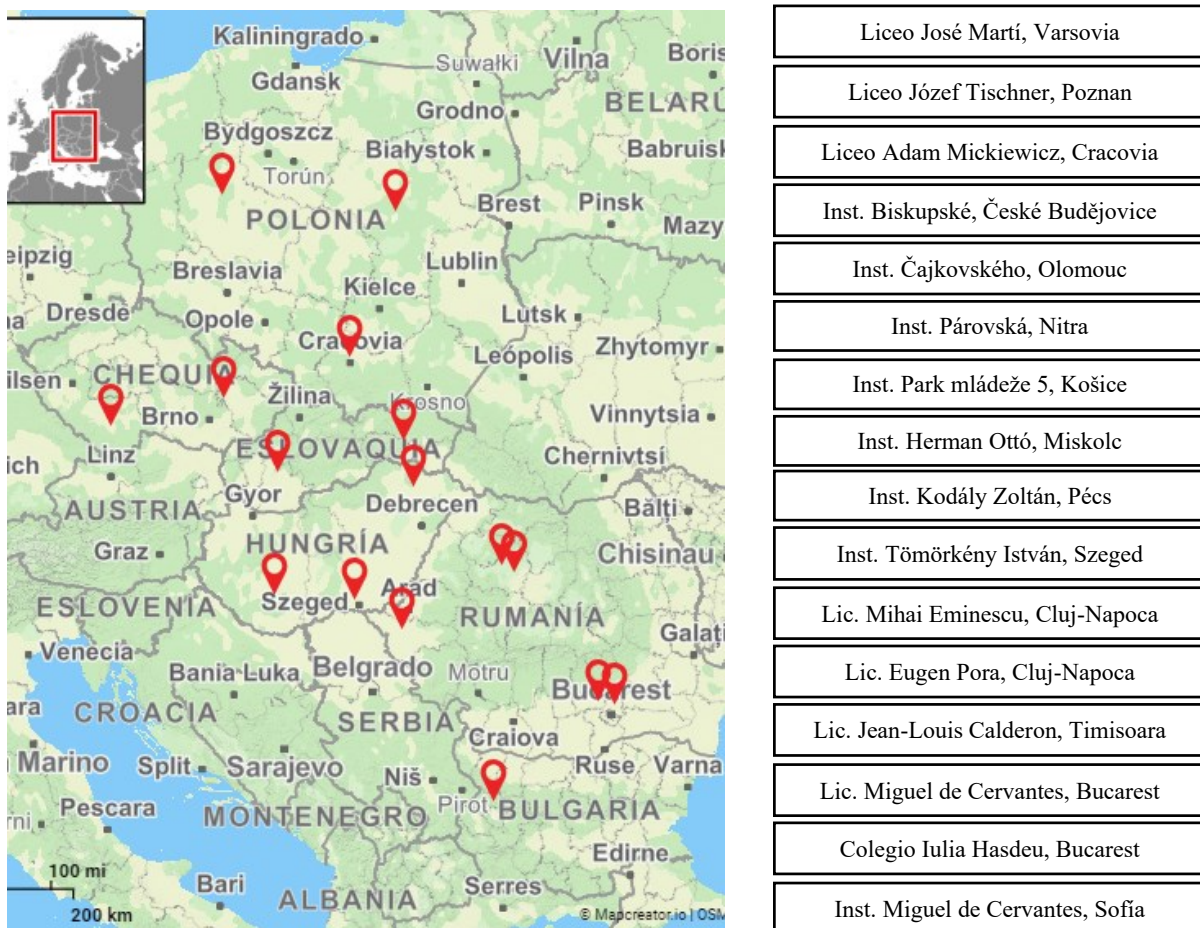 Kaliningrado
Gdansk
Suwałki
Vilna
Boris
Grodno
BELARÚ
Bydgoszcz
Toruń
Białystok
Babruisk
POLONIA
Brest
Pinsk
Mazy
eipzig
Breslavia
Lublin
Kielce
Dresde
Opole
Lutsk
na
Cracovia
Leópolis
Zhytomyr
CHEQUIA
ilsen
Žilina
Krosno
Brno
Vinnytsia
Linz
ESLOVAQUIA
ich
Chernivtsí
Gyor
Debrecen
Bălți
AUSTRIA
HUNGRÍA
Graz
Chisinau
Arad
Szeged
ESLOVENIA
RUMANÍA
Galați
Venecia
Bania Luka
Belgrado
Motru
Bucarest
ara
CROACIA
SERBIA
Craiova
Marino
Split
Sarajevo
Niš
Ruse
Varna
Pescara
Pirot
BULGARIA
rni
MONTENEGRO
Edirne
100 mi
Bari
Serres
ALBANIA
200 km
© Mapcreator.io | OSM
Liceo José Martí, Varsovia
Liceo Józef Tischner, Poznan
Liceo Adam Mickiewicz, Cracovia
Inst. Biskupské, České Budějovice
Inst. Čajkovského, Olomouc
Inst. Párovská, Nitra
Inst. Park mládeže 5, Košice
Inst. Herman Ottó, Miskolc
Inst. Kodály Zoltán, Pécs
Inst. Tömörkény István, Szeged
Lic. Mihai Eminescu, Cluj-Napoca
Lic. Eugen Pora, Cluj-Napoca
Lic. Jean-Louis Calderon, Timisoara
Lic. Miguel de Cervantes, Bucarest
Colegio Iulia Hasdeu, Bucarest
Inst. Miguel de Cervantes, Sofía